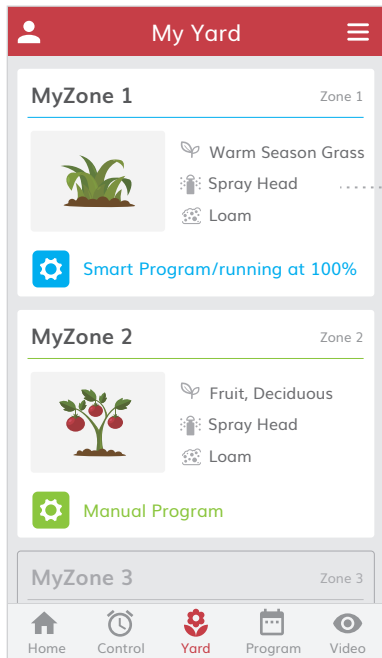 My Yard
MyZone 1
Zone 1
Warm Season Grass
Spray Head
Loam
Smart Program/running at 100%
MyZone 2
Zone 2
Fruit, Deciduous
Spray Head
Loam
Manual Program
MyZone 3
Zone 3
Home
Control
Yard
Program
Video